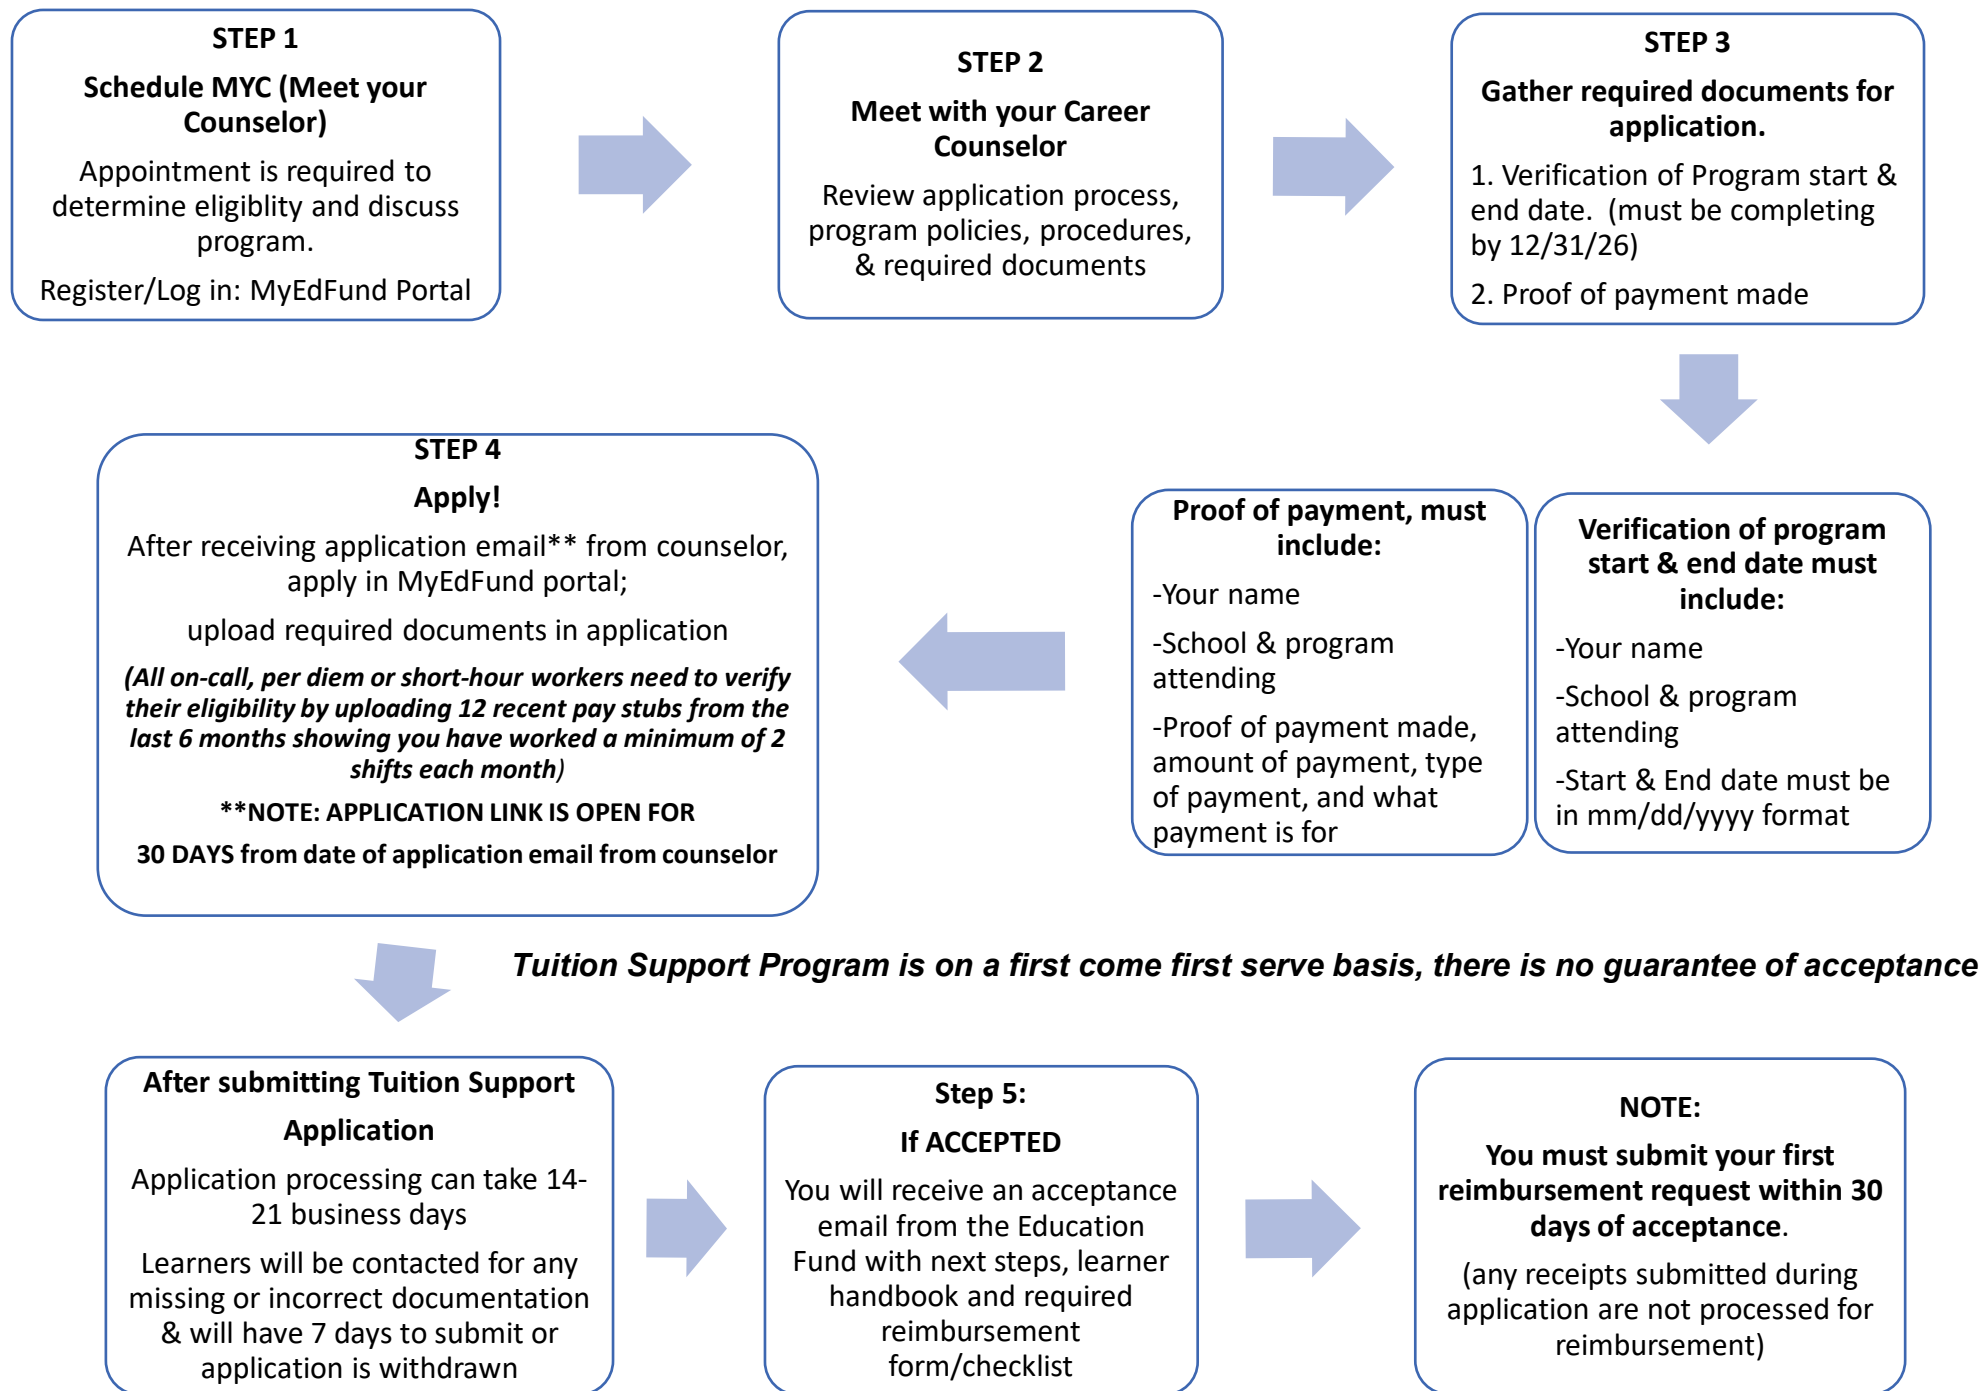 STEP 1
Schedule MYC (Meet your
Counselor)
Appointment is required to
determine eligiblity and discuss
program.
Register/Log in: MyEdFund Portal
STEP 2
Meet with your Career
Counselor
Review application process,
program policies, procedures,
& required documents
STEP 3
Gather required documents for
application.
1. Verification of Program start &
end date.  (must be completing
by 12/31/26)
2. Proof of payment made
Verification of program
start & end date must
include:
-Your name
-School & program
attending
-Start & End date must be
in mm/dd/yyyy format
Proof of payment, must
include:
-Your name
-School & program
attending
-Proof of payment made,
amount of payment, type
of payment, and what
payment is for
STEP 4
Apply!
After receiving application email** from counselor,
apply in MyEdFund portal;
upload required documents in application
(All on-call, per diem or short-hour workers need to verify
their eligibility by uploading 12 recent pay stubs from the
last 6 months showing you have worked a minimum of 2
shifts each month)
**NOTE: APPLICATION LINK IS OPEN FOR
30 DAYS from date of application email from counselor
Tuition Support Program is on a first come first serve basis, there is no guarantee of acceptance
After submitting Tuition Support
Application
Application processing can take 14-
21 business days
Learners will be contacted for any
missing or incorrect documentation
& will have 7 days to submit or
application is withdrawn
Step 5:
If ACCEPTED
You will receive an acceptance
email from the Education
Fund with next steps, learner
handbook and required
reimbursement
form/checklist
NOTE:
You must submit your first
reimbursement request within 30
days of acceptance.
(any receipts submitted during
application are not processed for
reimbursement)